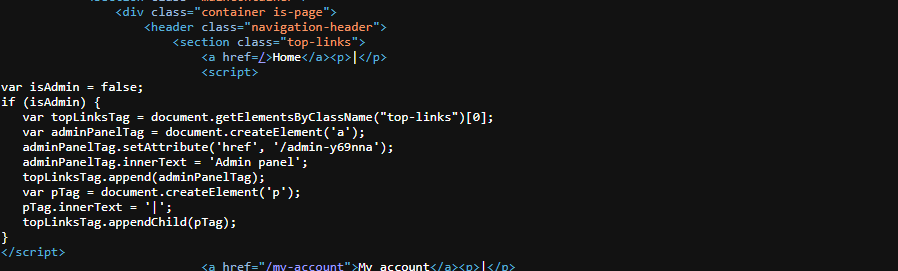 <section class="maincontainer">
<div class="container is-page">
<header class="navigation-header">
<section class="top-links">
<a href=/>Home</a><p>|</p>
<script>
var isAdmin = false;
if (isAdmin) {
var topLinksTag = document.getElementsByClassName("top-links")[0];
var adminPanelTag = document.createElement('a');
adminPanelTag.setAttribute('href', '/admin-y69nna');
adminPanelTag.innerText = 'Admin panel';
topLinksTag.append(adminPanelTag);
var pTag = document.createElement('p');
pTag.innerText = '|';
topLinksTag.appendChild(pTag);
}
</script>
<a href="/my-account">My account</a><p>|</p>